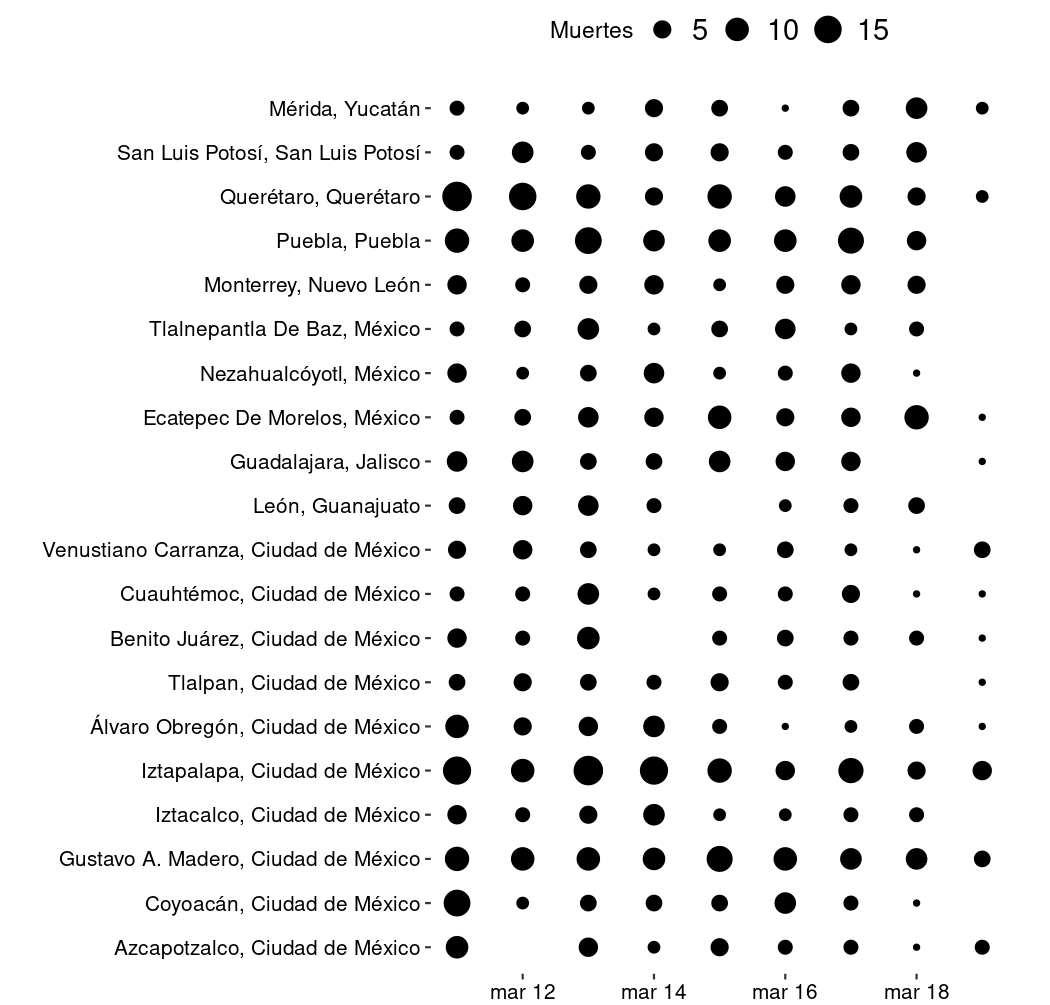 Muertes 5 10 15
Mérida, Yucatán
San Luis Potosí, San Luis Potosí
Querétaro, Querétaro
Puebla, Puebla
Monterrey, Nuevo León
Tlalnepantla De Baz, México
Nezahualcóyotl, México
Ecatepec De Morelos, México
Guadalajara, Jalisco
León, Guanajuato
Venustiano Carranza, Ciudad de México
Cuauhtémoc, Ciudad de México
Benito Juárez, Ciudad de México
Tlalpan, Ciudad de México
Álvaro Obregón, Ciudad de México
Iztapalapa, Ciudad de México
Iztacalco, Ciudad de México
Gustavo A. Madero, Ciudad de México
Coyoacán, Ciudad de México
Azcapotzalco, Ciudad de México
mar 12 mar 14 mar 16 mar 18